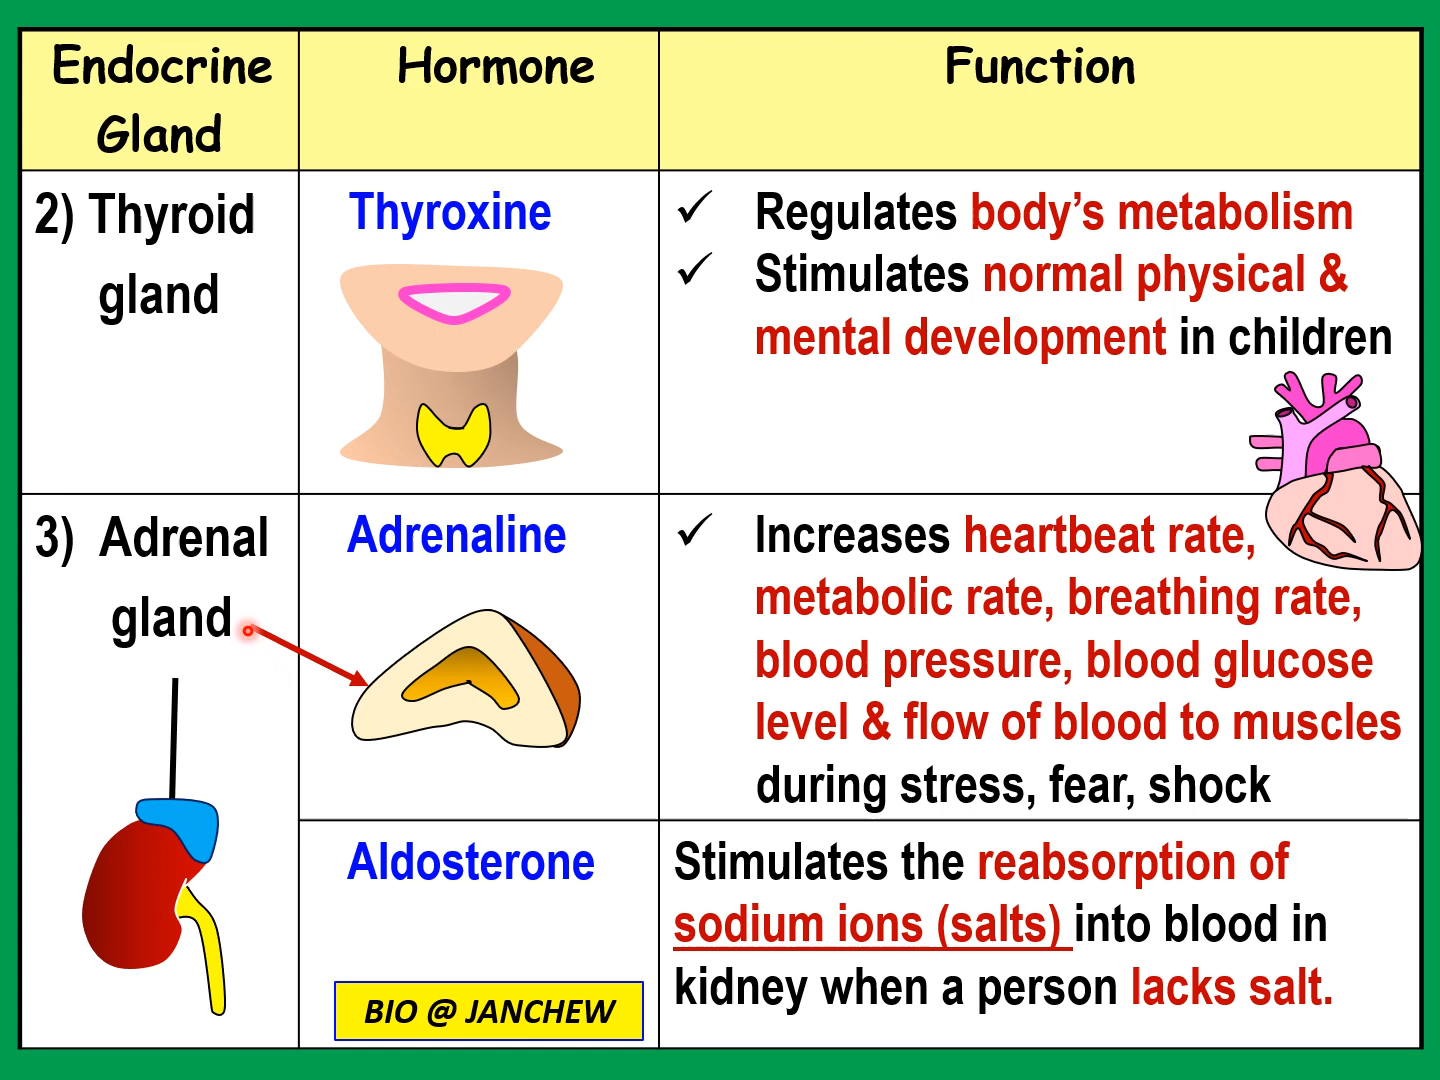 Endocrine
Gland
Hormone
Function
2) Thyroid
gland
Thyroxine
✓ Regulates body’s metabolism
✓ Stimulates normal physical &
mental development in children
3) Adrenal
gland
Adrenaline
✓ Increases heartbeat rate,
metabolic rate, breathing rate,
blood pressure, blood glucose
level & flow of blood to muscles
during stress, fear, shock
Aldosterone
Stimulates the reabsorption of
sodium ions (salts) into blood in
kidney when a person lacks salt.
BIO @ JANCHEW